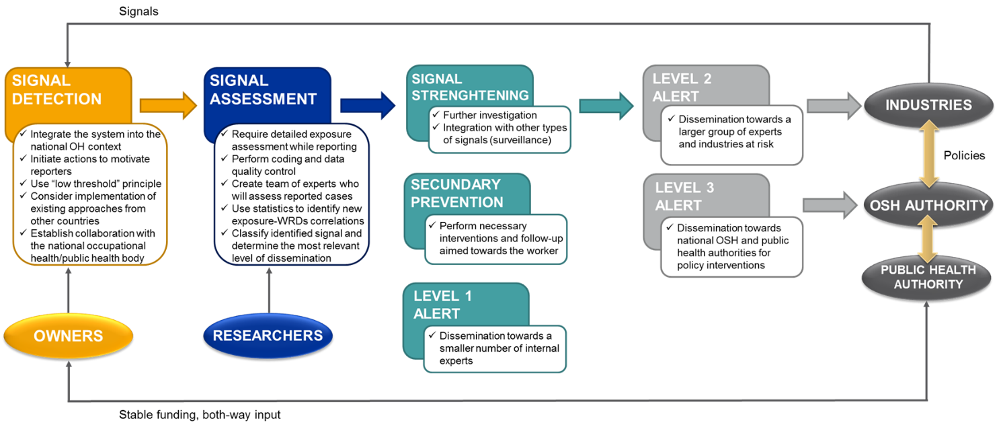 Signals
SIGNAL
DETECTION
✓ Integrate the system into the
national OH context
✓ Initiate actions to motivate
reporters
✓ Use “low threshold” principle
✓ Consider implementation of
existing approaches from
other countries
✓ Establish collaboration with
the national occupational
health/public health body
OWNERS
SIGNAL
ASSESSMENT
✓ Require detailed exposure
assessment while reporting
✓ Perform coding and data
quality control
✓ Create team of experts who
will assess reported cases
✓ Use statistics to identify new
exposure-WRDs correlations
✓ Classify identified signal and
determine the most relevant
level of dissemination
RESEARCHERS
SIGNAL
STRENGHTENING
✓ Further investigation
✓ Integration with other types
of signals (surveillance)
SECUNDARY
PREVENTION
✓ Perform necessary
interventions and follow-up
aimed towards the worker
LEVEL 1
ALERT
✓ Dissemination towards a
smaller number of internal
experts
LEVEL 2
ALERT
✓ Dissemination towards a
larger group of experts
and industries at risk
LEVEL 3
ALERT
✓ Dissemination towards
national OSH and public
health authorities for
policy interventions
INDUSTRIES
Policies
OSH AUTHORITY
PUBLIC HEALTH
AUTHORITY
Stable funding, both-way input